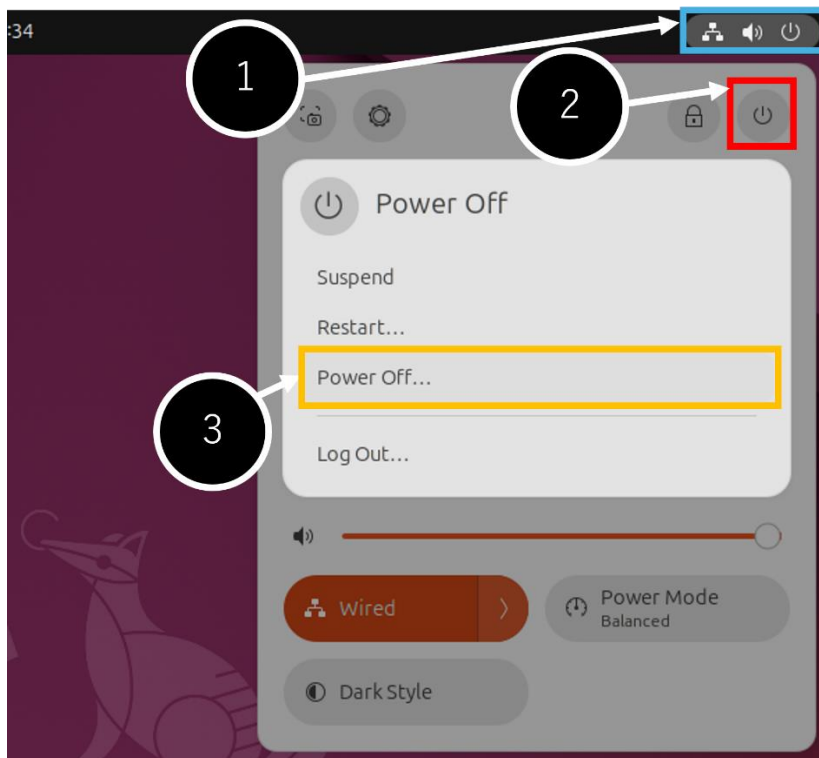 :34
1
2
Power Off
Suspend
Restart...
Power Off...
3
Log Out...
Wired
Power Mode
Balanced
Dark Style